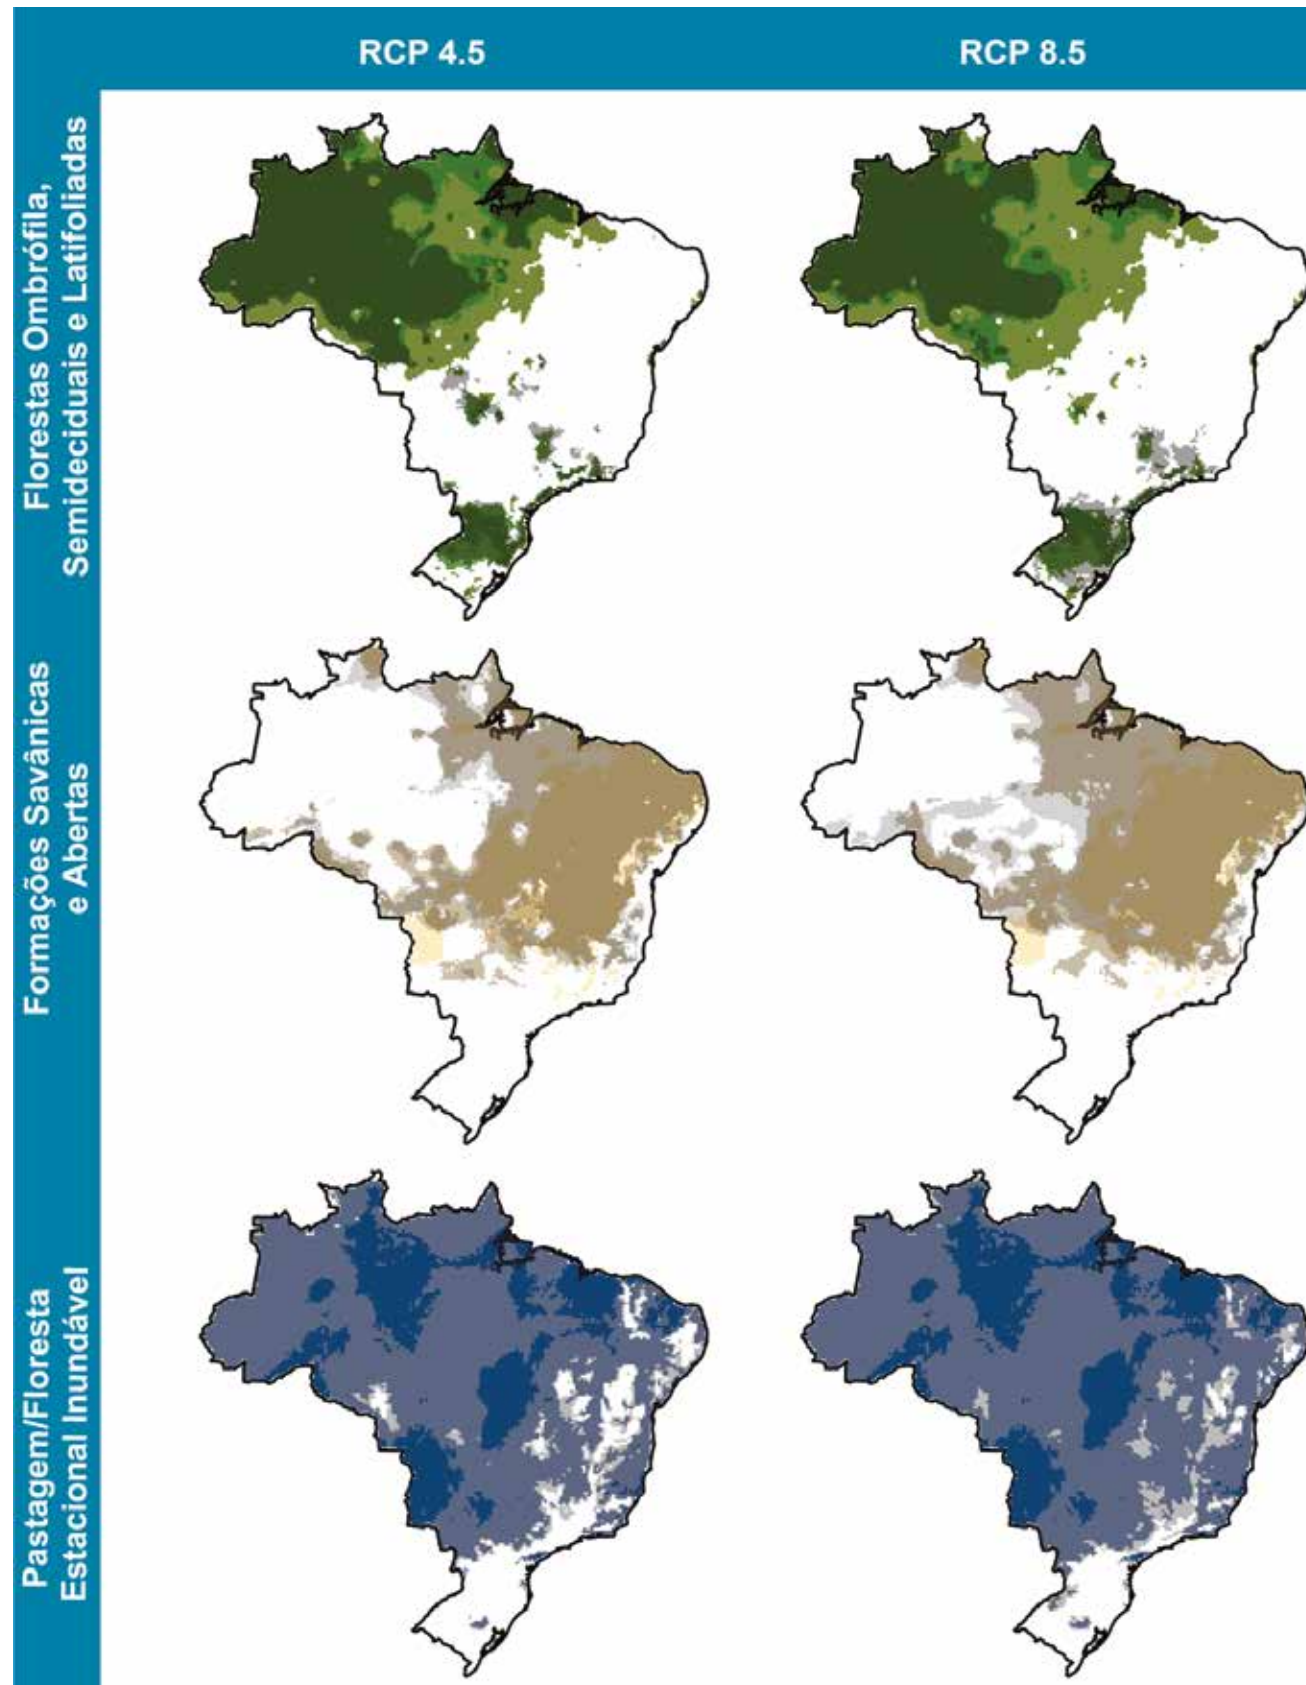 RCP 4.5
RCP 8.5
Florestas Ombrófila,
Semideciduais e Latifoliadas
Formações Savânicas
e Abertas
Pastagem/Floresta
Estacional Inundável